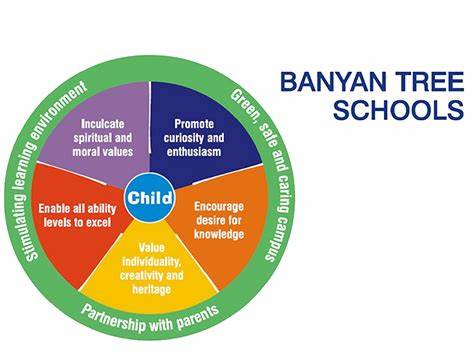 BANYAN TREE
SCHOOLS
Stimulating learning environment
Green, safe and caring campus
Inculcate
spiritual and
moral values
Promote
curiosity and
enthusiasm
Child
Enable all ability
levels to excel
Encourage
desire for
knowledge
Value
individuality,
creativity and
heritage
Partnership with parents